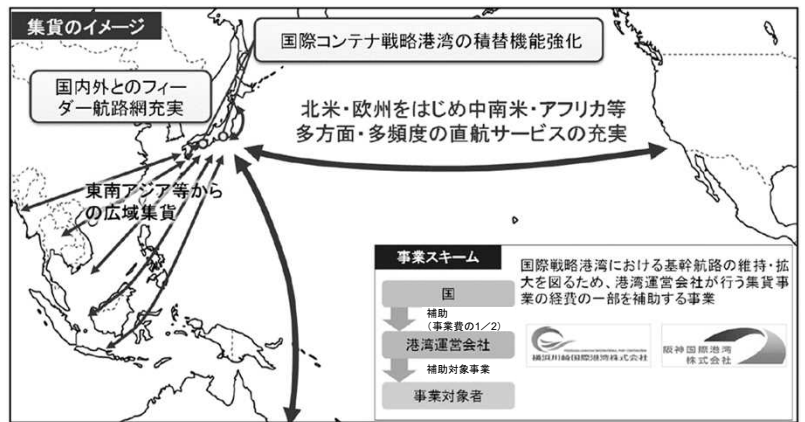 集貨のイメージ
国際コンテナ戦略港湾の積替機能強化
国内外とのフィー
ダー航路網充実
北米・欧州をはじめ中南米・アフリカ等
多方面・多頻度の直航サービスの充実
東南アジア等から
の広域集貨
事業スキーム
国
補助
(事業費の1/2)
港湾運営会社
補助対象事業
事業対象者
国際戦略港湾における基幹航路の維持・拡
大を図るため、港湾運営会社が行う集貨事
業の経費の一部を補助する事業
横浜川崎国際港湾株式会社
阪神国際港湾
株式会社